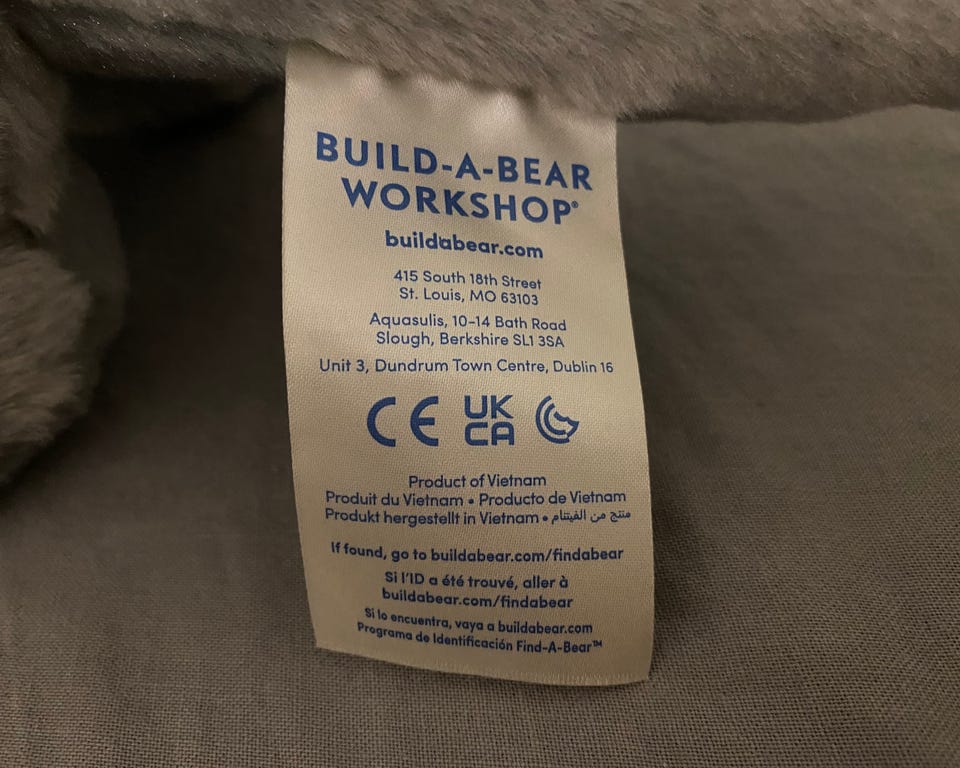 BUILD-A-BEAR
WORKSHOP®
buildabear.com
415 South 18th Street
St. Louis, MO 63103
Aquasulis, 10-14 Bath Road
Slough, Berkshire SL1 3SA
Unit 3, Dundrum Town Centre, Dublin 16
CE UK
CA
Product of Vietnam
Produit du Vietnam • Producto de Vietnam
Produkt hergestellt in Vietnam • منتج من الفيتنام
If found, go to buildabear.com/findabear
Si l'ID a été trouvé, aller à
buildabear.com/findabear
Si lo encuentra, vaya a buildabear.com
Programa de Identificación Find-A-Bear™